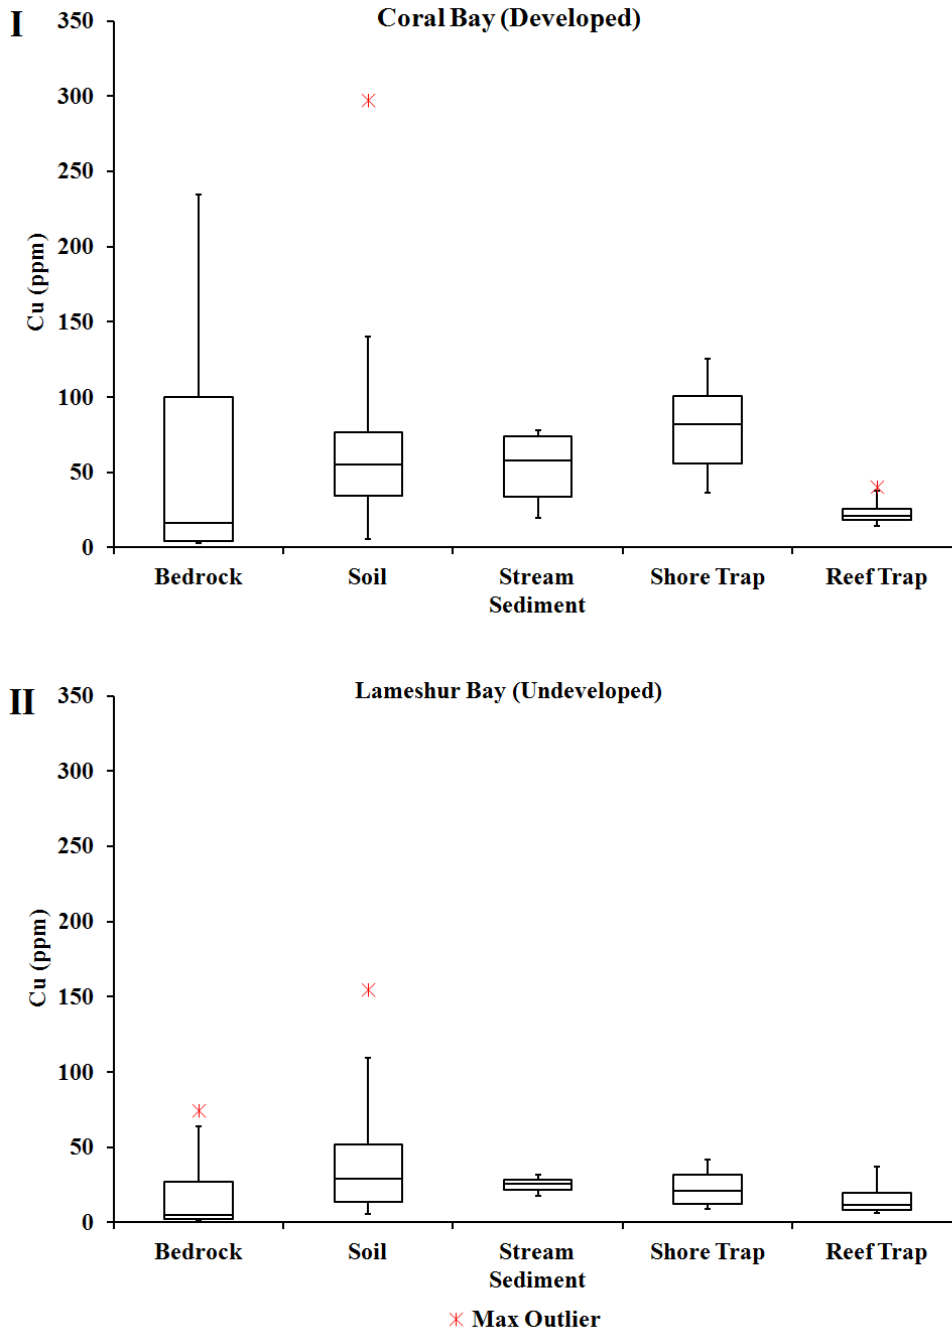 I
Coral Bay (Developed)
350
300
250
200
150
100
50
0
Cu (ppm)
Bedrock
Soil
Stream
Sediment
Shore Trap
Reef Trap
II
Lameshur Bay (Undeveloped)
350
300
250
200
150
100
50
0
Cu (ppm)
Bedrock
Soil
Stream
Sediment
Shore Trap
Reef Trap
Max Outlier